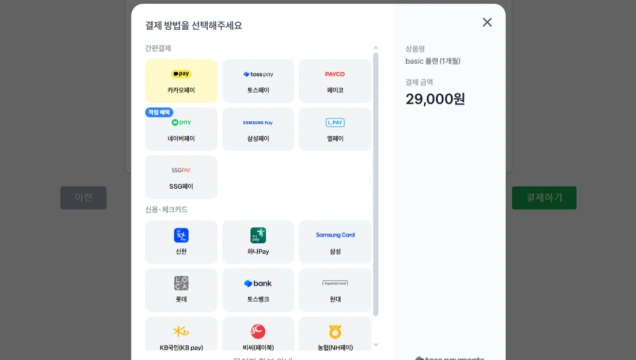 결제 방법을 선택해주세요
간편결제
pay
카카오페이
toss pay
토스페이
PAYCO
페이코
적립 혜택
N pay
네이버페이
SAMSUNG Pay
삼성페이
L.PAY
엘페이
SSGPAY
SSG페이
신용·체크카드
신한
하나Pay
Samsung Card
삼성
LOCA
롯데
bank
토스뱅크
현대
KB국민(KB pay)
비씨(페이북)
농협(NH페이)
상품명
basic 플랜 (1개월)
결제 금액
29,000원
toss payments
이전
결제하기